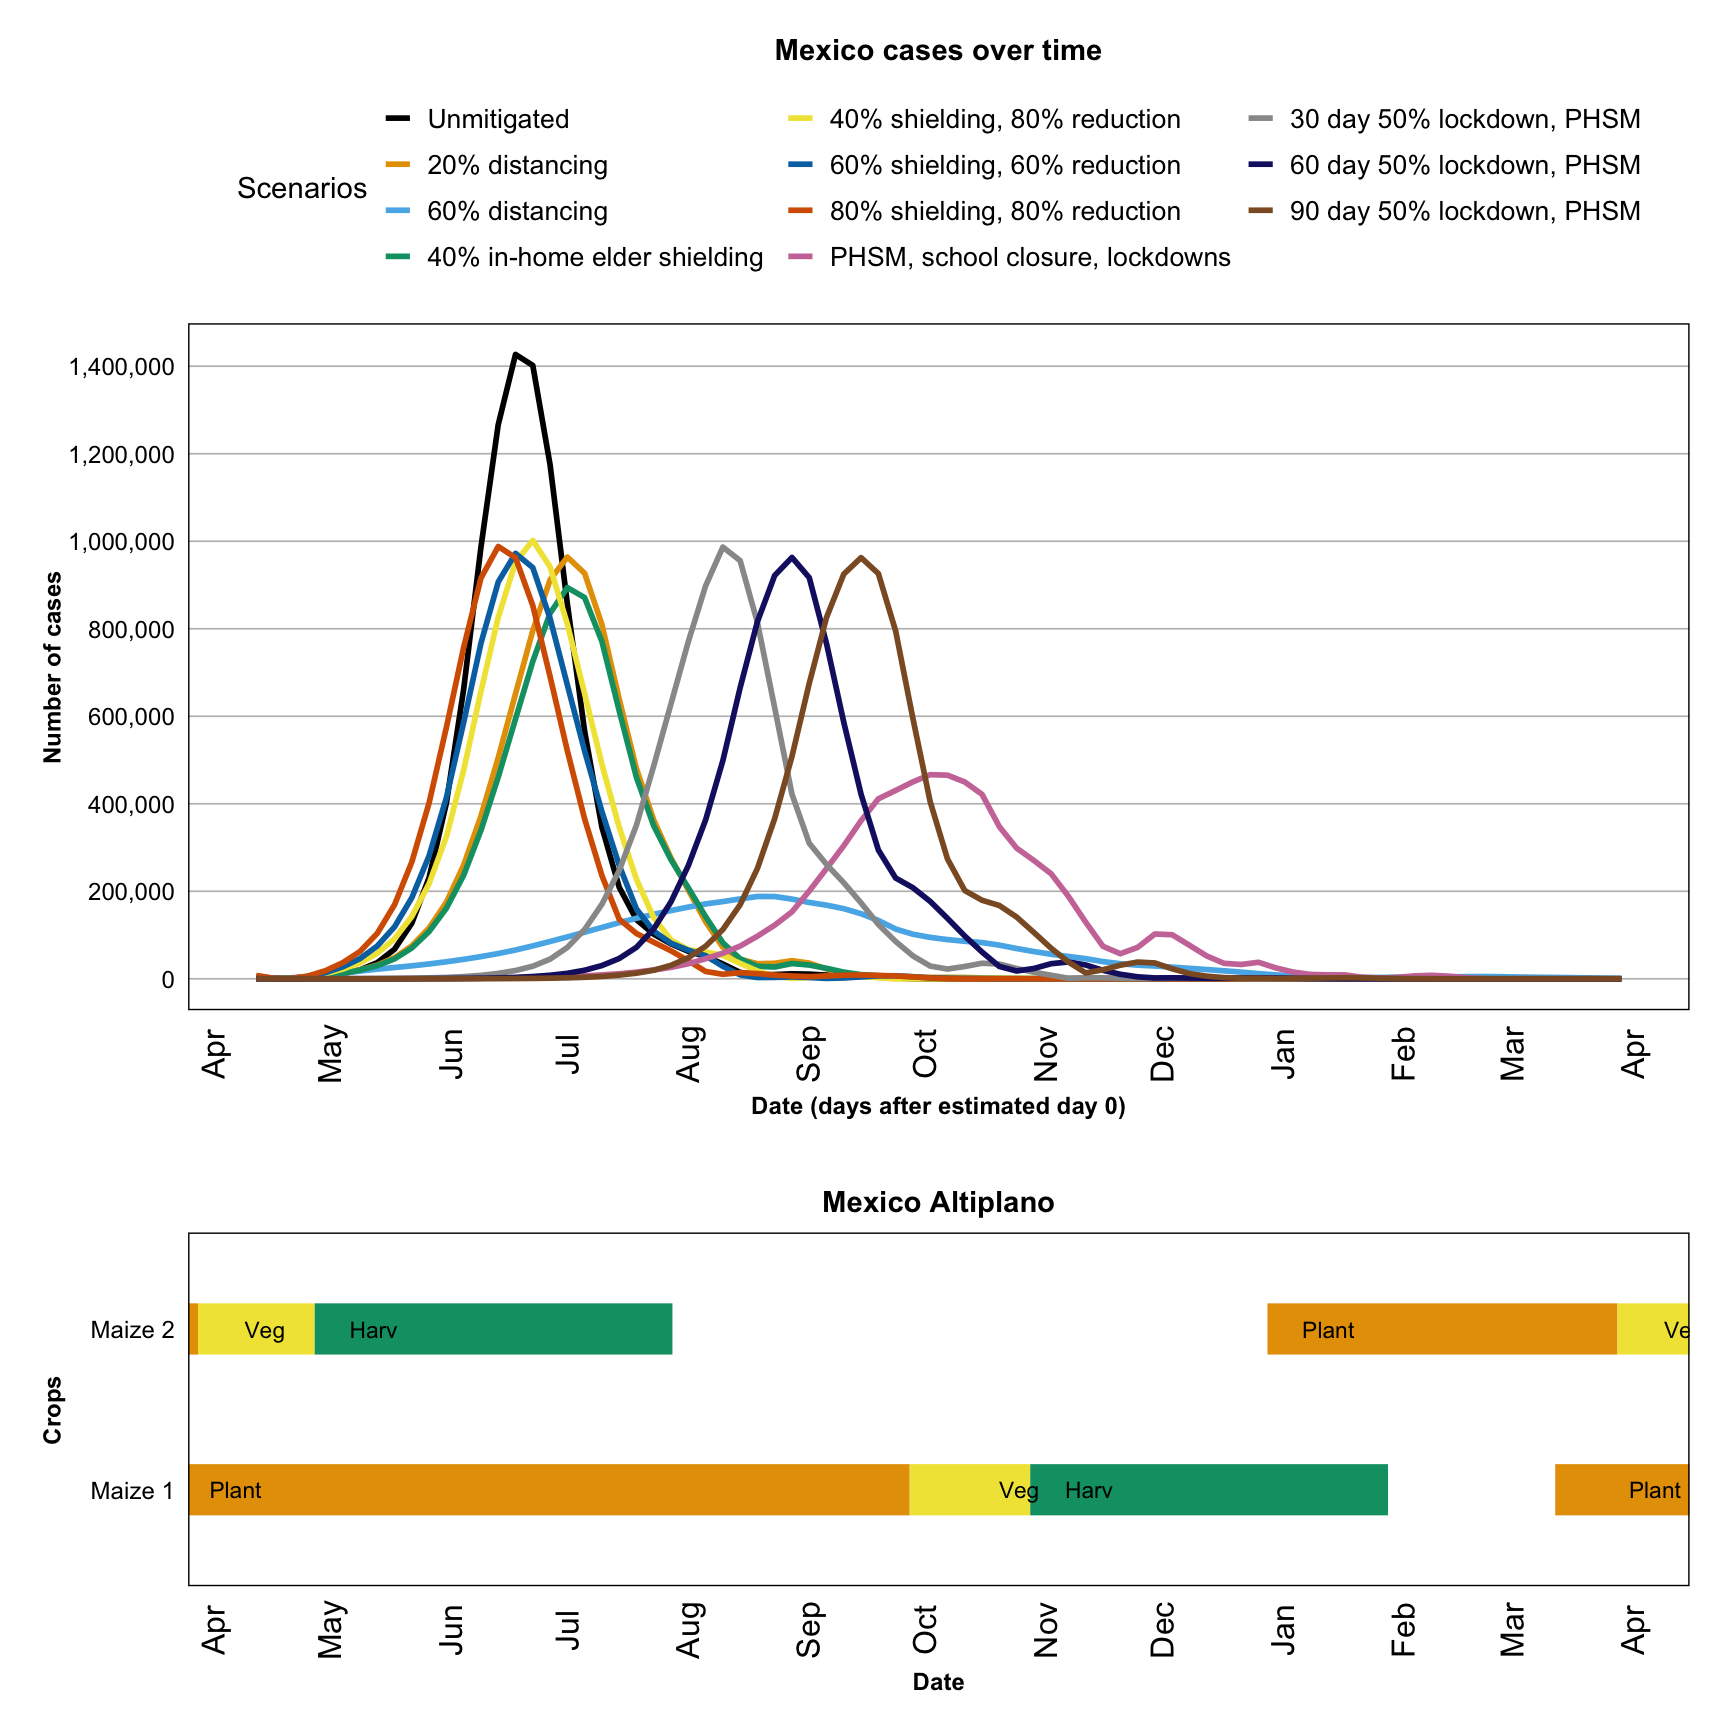 Mexico cases over time
Scenarios
Unmitigated
20% distancing
60% distancing
40% in-home elder shielding
40% shielding, 80% reduction
60% shielding, 60% reduction
80% shielding, 80% reduction
PHSM, school closure, lockdowns
30 day 50% lockdown, PHSM
60 day 50% lockdown, PHSM
90 day 50% lockdown, PHSM
Number of cases
1,400,000
1,200,000
1,000,000
800,000
600,000
400,000
200,000
0
Apr May Jun Jul Aug Sep Oct Nov Dec Jan Feb Mar Apr
Date (days after estimated day 0)
Mexico Altiplano
Crops
Maize 2
Veg Harv Plant Ve
Maize 1
Plant Veg Harv Plant
Apr May Jun Jul Aug Sep Oct Nov Dec Jan Feb Mar Apr
Date